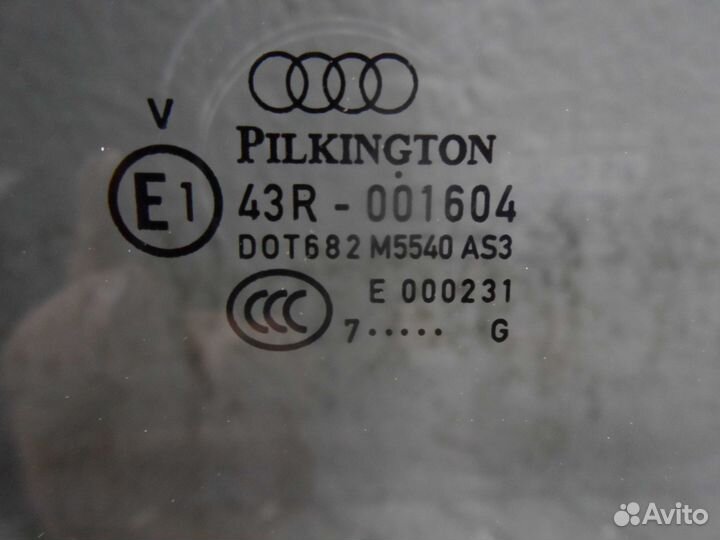 V
PILKINGTON
E1
43R - 001604
DOT682 M5540 AS3
CCC
E 000231
7..... G
Avito